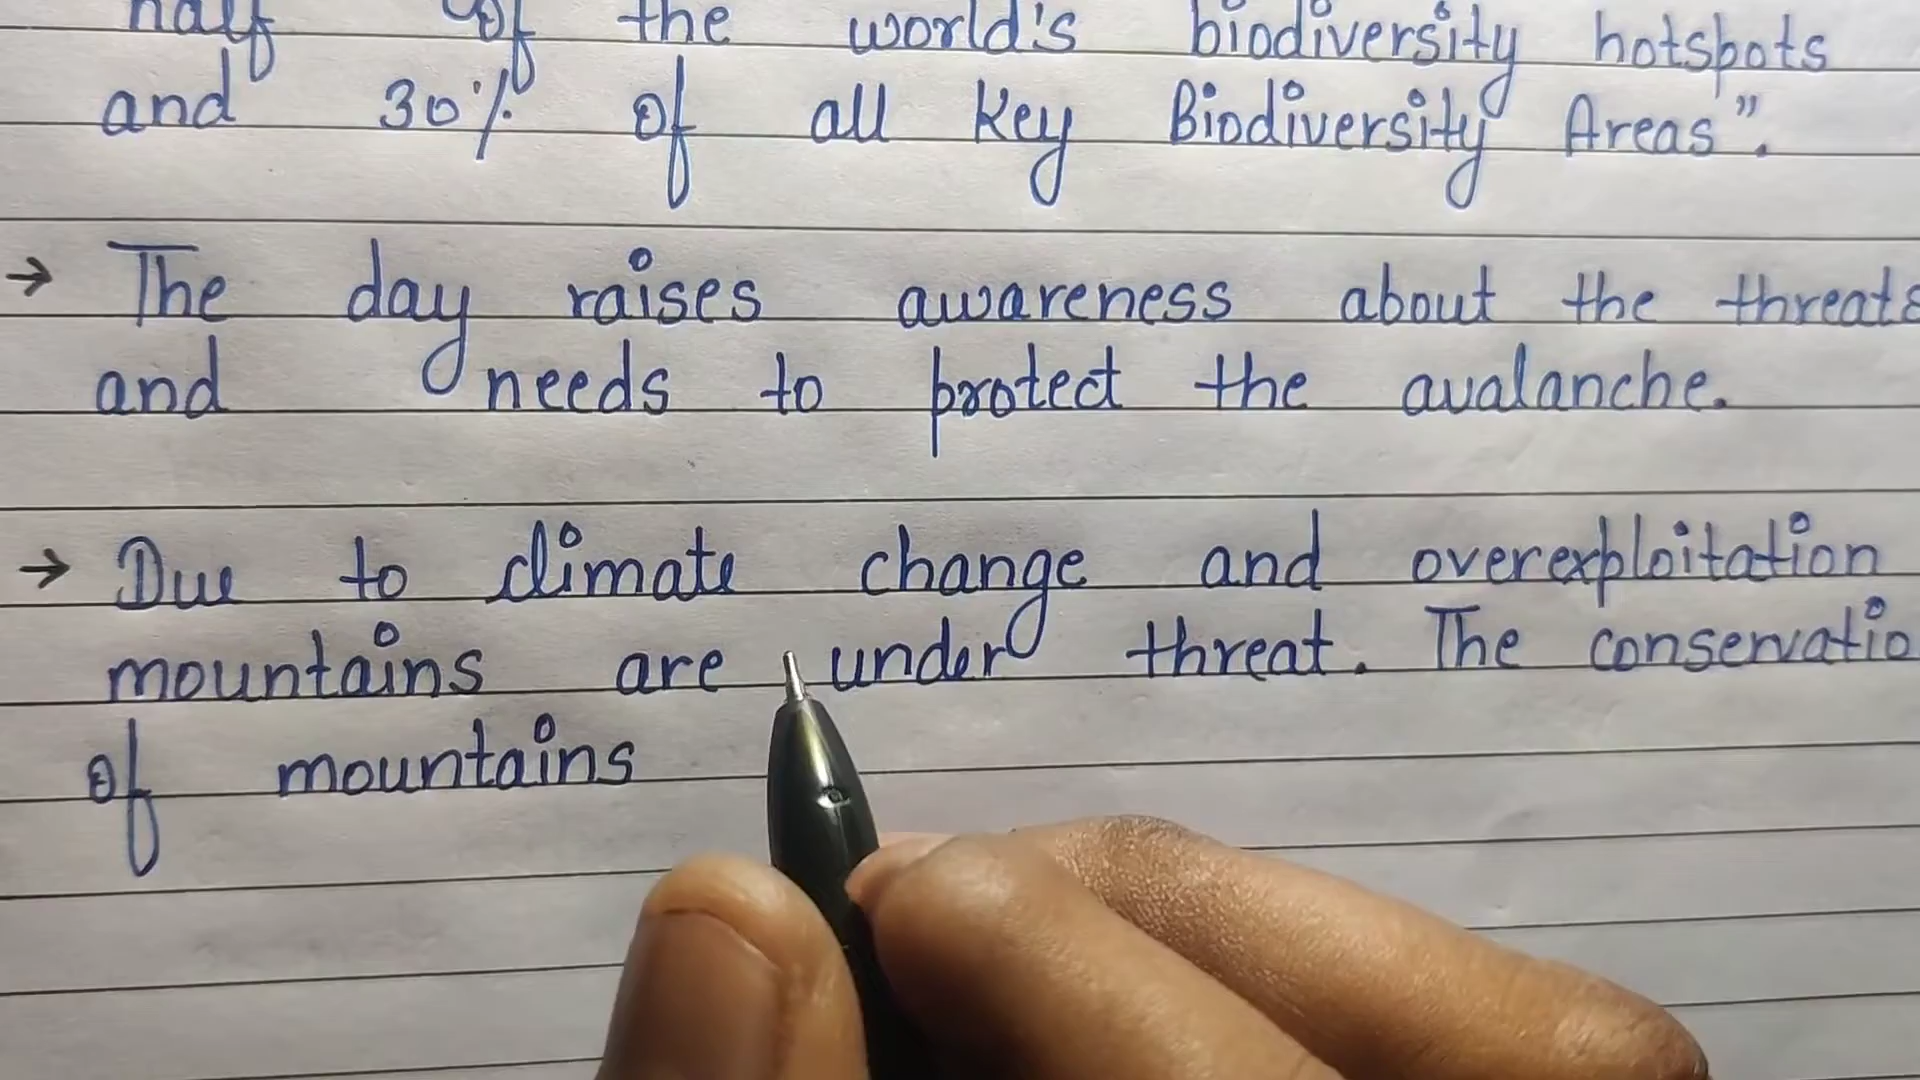 half of the world's biodiversity hotspots
and 30% of all Key Biodiversity Areas".
→ The day raises awareness about the threats
and needs to protect the avalanche.
→ Due to climate change and overexploitation
mountains are under threat. The conservatio
of mountains